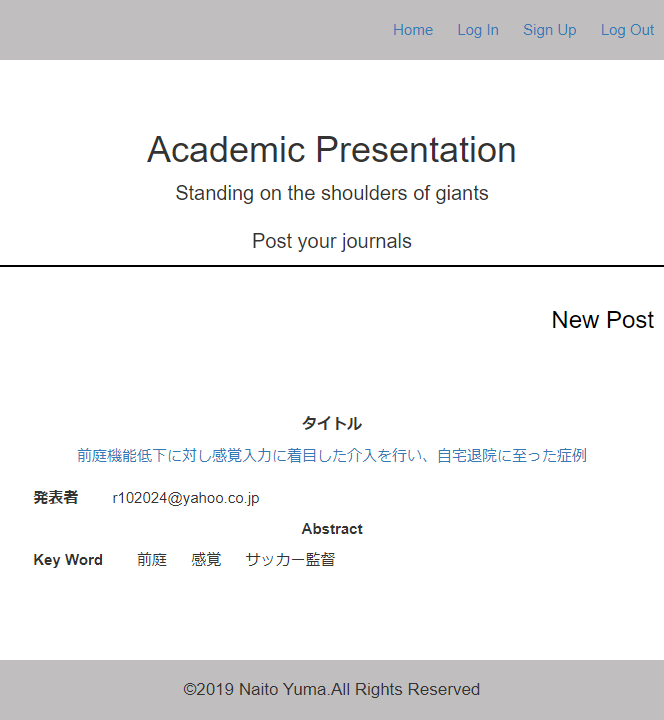 Home Log In Sign Up Log Out
Academic Presentation
Standing on the shoulders of giants
Post your journals
New Post
タイトル
前庭機能低下に対し感覚入力に着目した介入を行い、自宅退院に至った症例
発表者 r102024@yahoo.co.jp
Abstract
Key Word 前庭 感覚 サッカー監督
©2019 Naito Yuma.All Rights Reserved